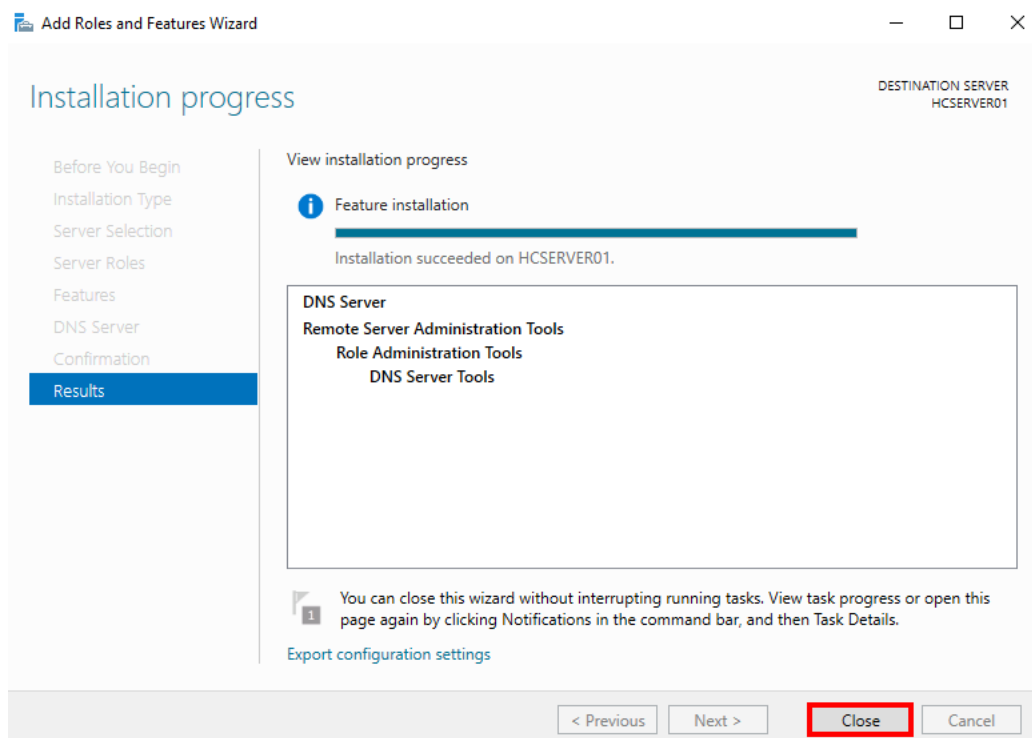 Add Roles and Features Wizard
Installation progress
DESTINATION SERVER
HCSERVER01
Before You Begin
Installation Type
Server Selection
Server Roles
Features
DNS Server
Confirmation
Results
View installation progress
Feature installation
Installation succeeded on HCSERVER01.
DNS Server
Remote Server Administration Tools
Role Administration Tools
DNS Server Tools
1
You can close this wizard without interrupting running tasks. View task progress or open this
page again by clicking Notifications in the command bar, and then Task Details.
Export configuration settings
< Previous
Next >
Close
Cancel